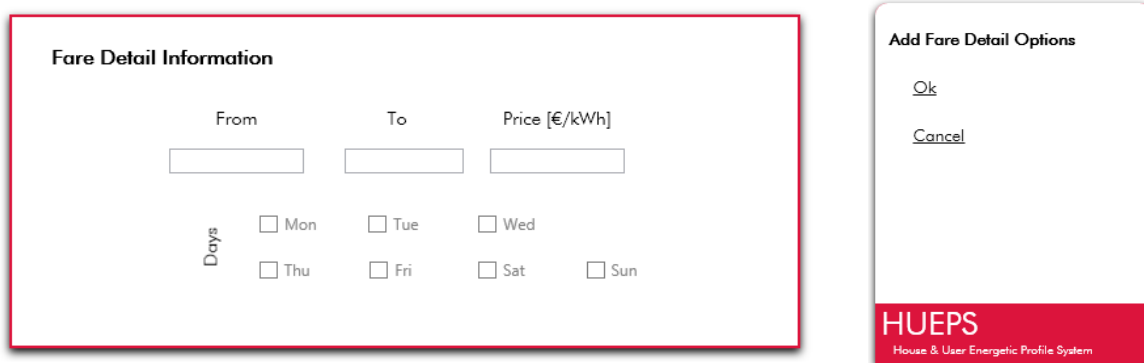 Fare Detail Information
From To Price [€/kWh]
Days
Mon Tue Wed
Thu Fri Sat Sun
Add Fare Detail Options
Ok
Cancel
HUEPS
House & User Energetic Profile System